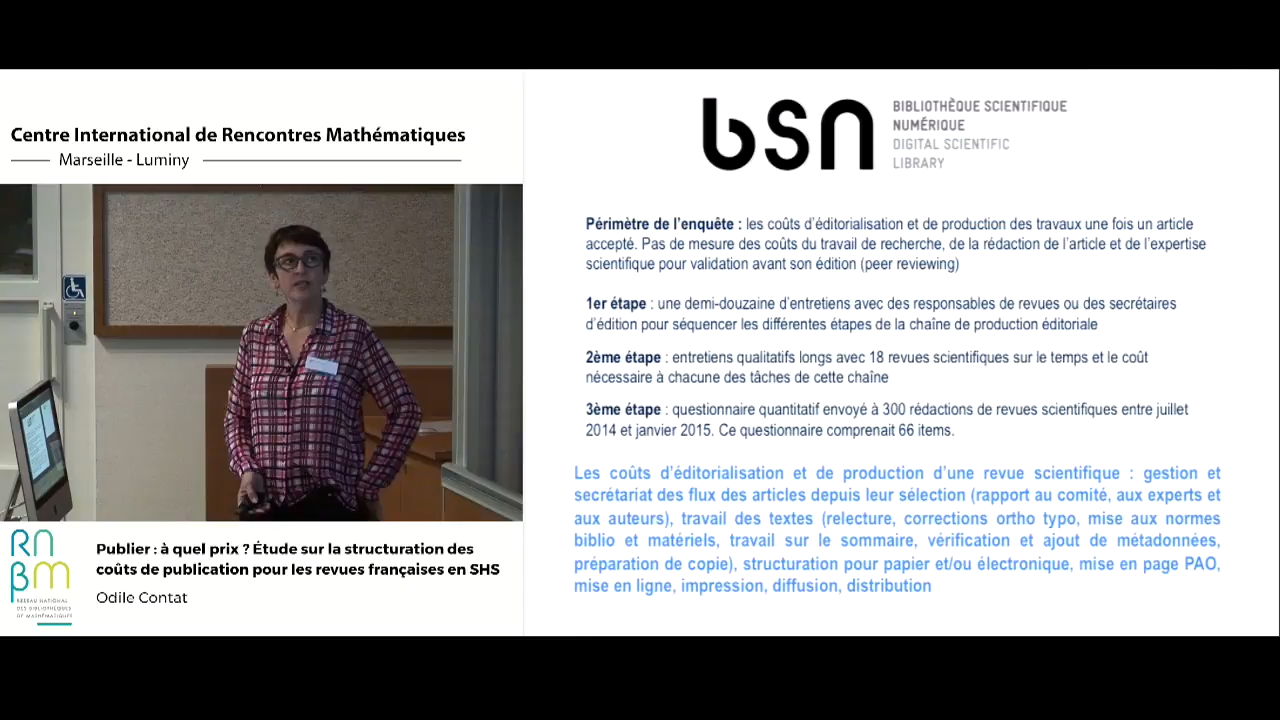 Centre International de Rencontres Mathématiques
Marseille - Luminy
bsn
BIBLIOTHÈQUE SCIENTIFIQUE
NUMÉRIQUE
DIGITAL SCIENTIFIC
LIBRARY
Périmètre de l'enquête : les coûts d'éditorialisation et de production des travaux une fois un article
accepté. Pas de mesure des coûts du travail de recherche, de la rédaction de l'article et de l'expertise
scientifique pour validation avant son édition (peer reviewing)
1er étape : une demi-douzaine d'entretiens avec des responsables de revues ou des secrétaires
d'édition pour séquencer les différentes étapes de la chaîne de production éditoriale
2ème étape : entretiens qualitatifs longs avec 18 revues scientifiques sur le temps et le coût
nécessaire à chacune des tâches de cette chaîne
3ème étape : questionnaire quantitatif envoyé à 300 rédactions de revues scientifiques entre juillet
2014 et janvier 2015. Ce questionnaire comprenait 66 items.
Les coûts d'éditorialisation et de production d'une revue scientifique : gestion et
secrétariat des flux des articles depuis leur sélection (rapport au comité, aux experts et
aux auteurs), travail des textes (relecture, corrections ortho typo, mise aux normes
biblio et matériels, travail sur le sommaire, vérification et ajout de métadonnées,
préparation de copie), structuration pour papier et/ou électronique, mise en page PAO,
mise en ligne, impression, diffusion, distribution
RNBM
RÉSEAU NATIONAL
DES BIBLIOTHÈQUES
DE MATHÉMATIQUES
Publier : à quel prix ? Étude sur la structuration des
coûts de publication pour les revues françaises en SHS
Odile Contat